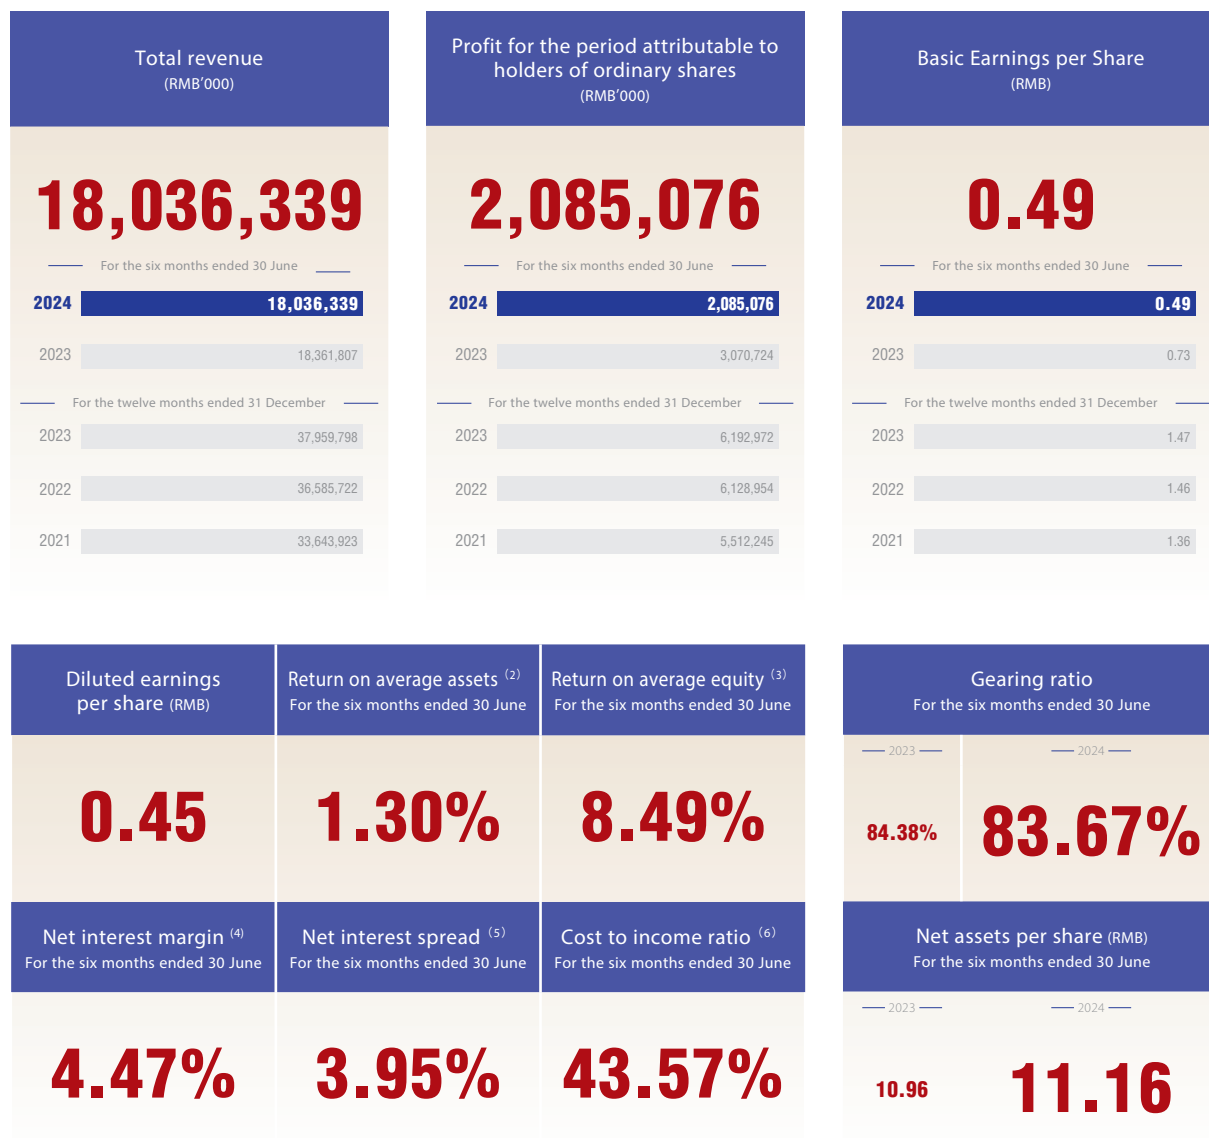 Total revenue
(RMB'000)
18,036,339
For the six months ended 30 June
2024 18,036,339
2023 18,361,807
For the twelve months ended 31 December
2023 37,959,798
2022 36,585,722
2021 33,643,923
Profit for the period attributable to
holders of ordinary shares
(RMB'000)
2,085,076
For the six months ended 30 June
2024 2,085,076
2023 3,070,724
For the twelve months ended 31 December
2023 6,192,972
2022 6,128,954
2021 5,512,245
Basic Earnings per Share
(RMB)
0.49
For the six months ended 30 June
2024 0.49
2023 0.73
For the twelve months ended 31 December
2023 1.47
2022 1.46
2021 1.36
Diluted earnings
per share (RMB)
0.45
Return on average assets (2)
For the six months ended 30 June
1.30%
Return on average equity (3)
For the six months ended 30 June
8.49%
Gearing ratio
For the six months ended 30 June
2023 2024
84.38% 83.67%
Net interest margin (4)
For the six months ended 30 June
4.47%
Net interest spread (5)
For the six months ended 30 June
3.95%
Cost to income ratio (6)
For the six months ended 30 June
43.57%
Net assets per share (RMB)
For the six months ended 30 June
2023 2024
10.96 11.16